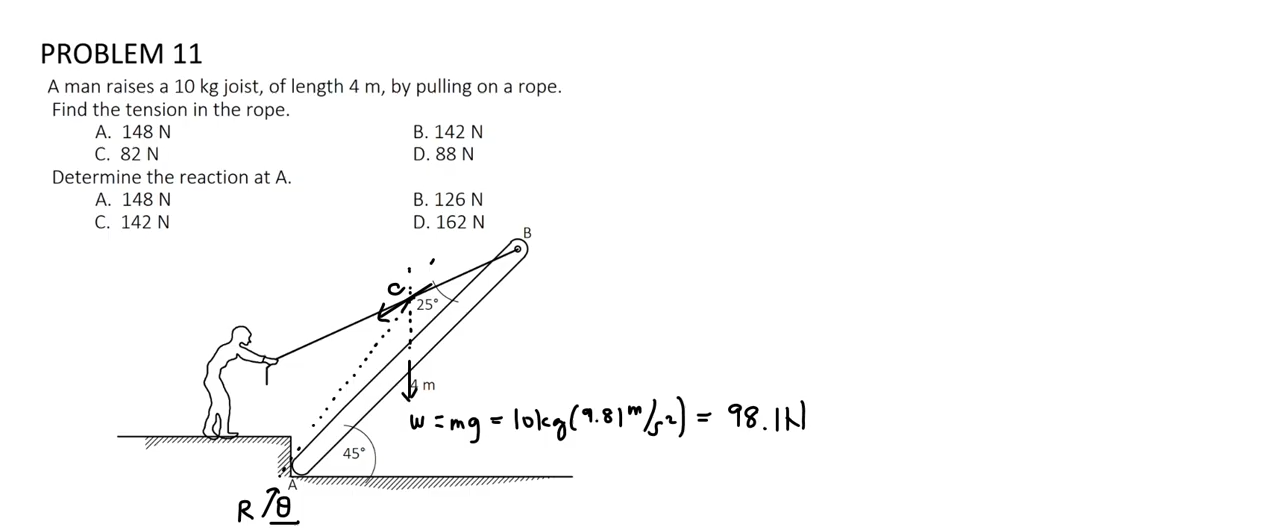 PROBLEM 11
A man raises a 10 kg joist, of length 4 m, by pulling on a rope.
Find the tension in the rope.
A. 148 N B. 142 N
C. 82 N D. 88 N
Determine the reaction at A.
A. 148 N B. 126 N
C. 142 N D. 162 N
B
C
25°
4 m
W = mg = 10kg(9.81m/s2) = 98.1N
45°
A
R θ